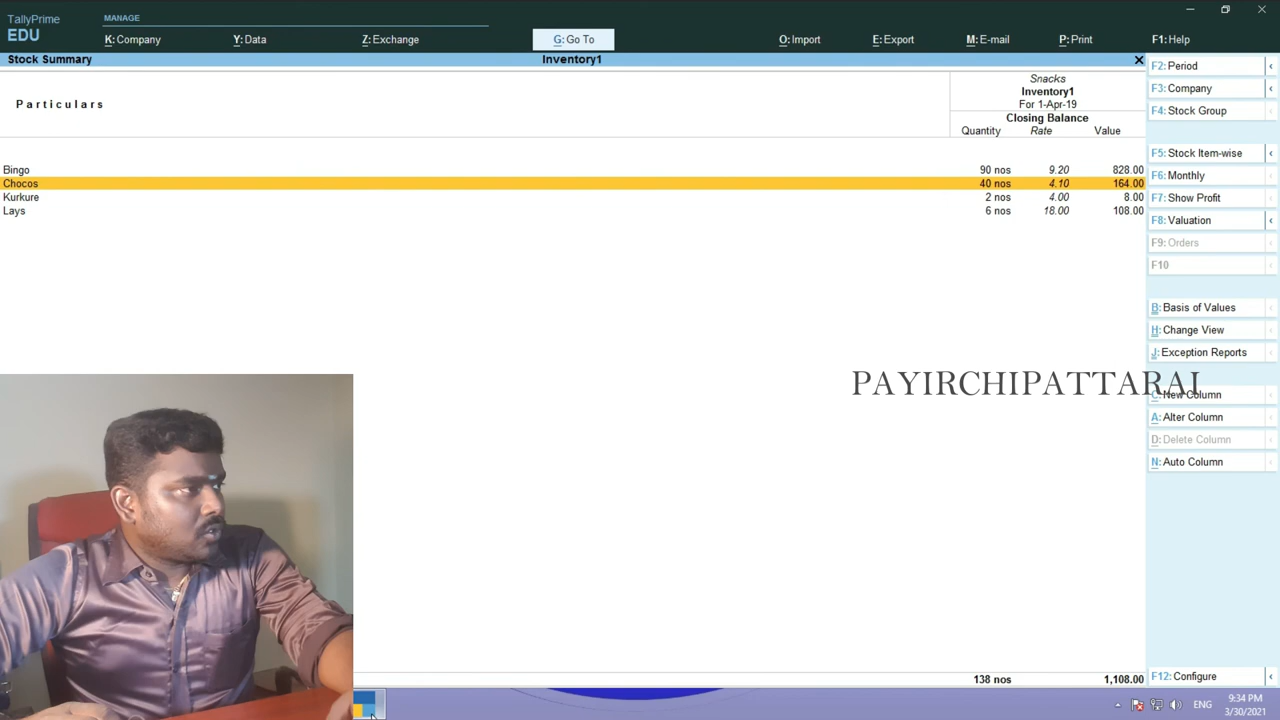 TallyPrime
EDU
MANAGE
K: Company
Y: Data
Z: Exchange
G: Go To
O: Import
E: Export
M: E-mail
P: Print
F1: Help
Stock Summary
Inventory1
Particulars
Snacks
Inventory1
For 1-Apr-19
Closing Balance
Quantity Rate Value
Bingo 90 nos 9.20 828.00
Chocos 40 nos 4.10 164.00
Kurkure 2 nos 4.00 8.00
Lays 6 nos 18.00 108.00
138 nos 1,108.00
F2: Period
F3: Company
F4: Stock Group
F5: Stock Item-wise
F6: Monthly
F7: Show Profit
F8: Valuation
F9: Orders
F10
B: Basis of Values
H: Change View
J: Exception Reports
PAYIRCHIPATTARAI
C: New Column
A: Alter Column
D: Delete Column
N: Auto Column
F12: Configure
ENG
9:34 PM
3/30/2021